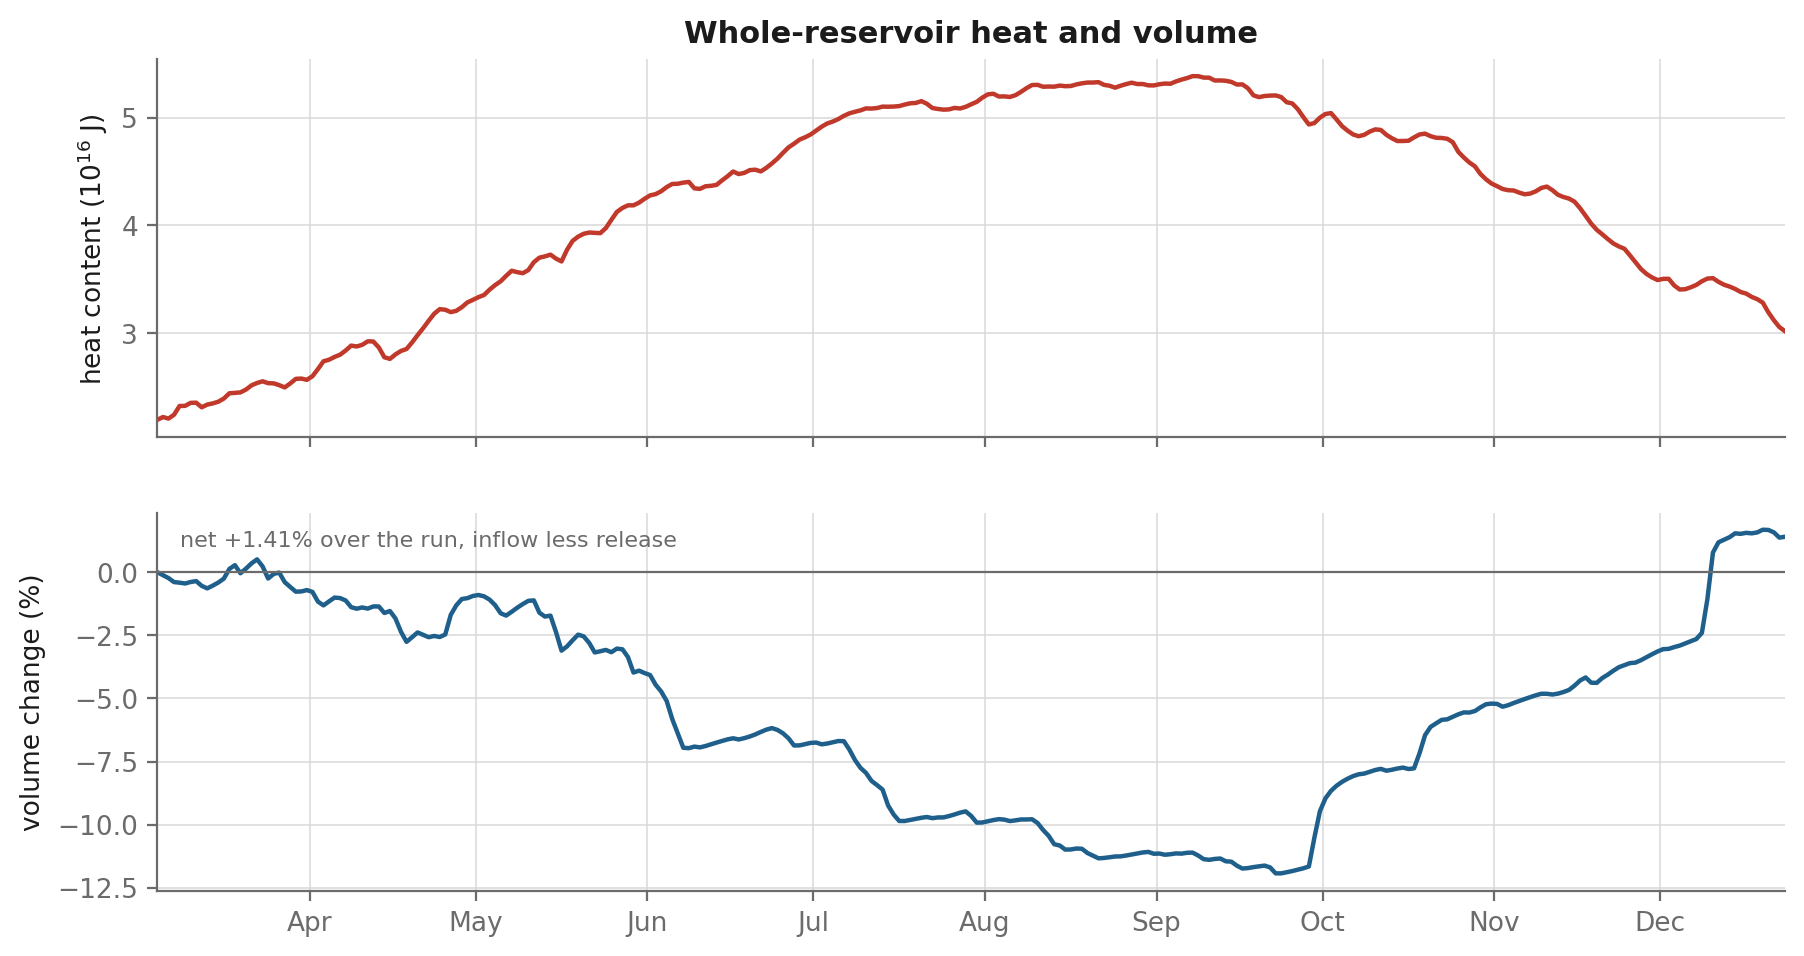 Whole-reservoir heat and volume
heat content (10¹⁶ J)
5
4
3
net +1.41% over the run, inflow less release
volume change (%)
0.0
−2.5
−5.0
−7.5
−10.0
−12.5
Apr May Jun Jul Aug Sep Oct Nov Dec